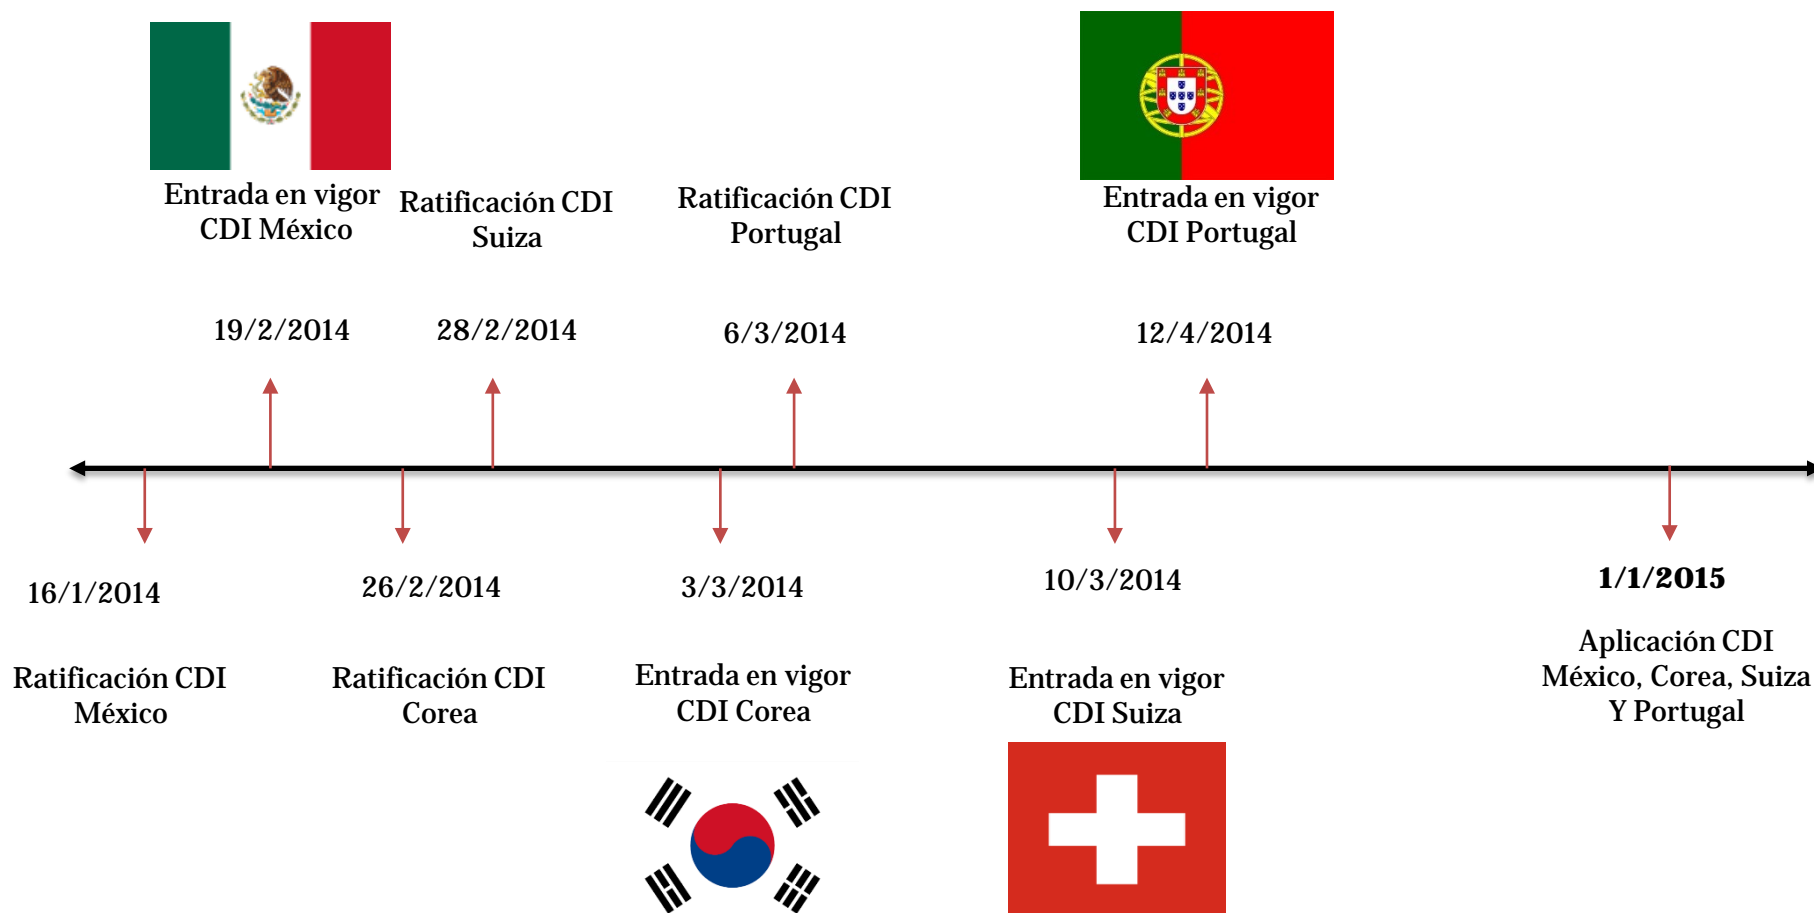 Entrada en vigor
CDI México
Ratificación CDI
Suiza
Ratificación CDI
Portugal
Entrada en vigor
CDI Portugal
19/2/2014
28/2/2014
6/3/2014
12/4/2014
16/1/2014
26/2/2014
3/3/2014
10/3/2014
1/1/2015
Ratificación CDI
México
Ratificación CDI
Corea
Entrada en vigor
CDI Corea
Entrada en vigor
CDI Suiza
Aplicación CDI
México, Corea, Suiza
Y Portugal